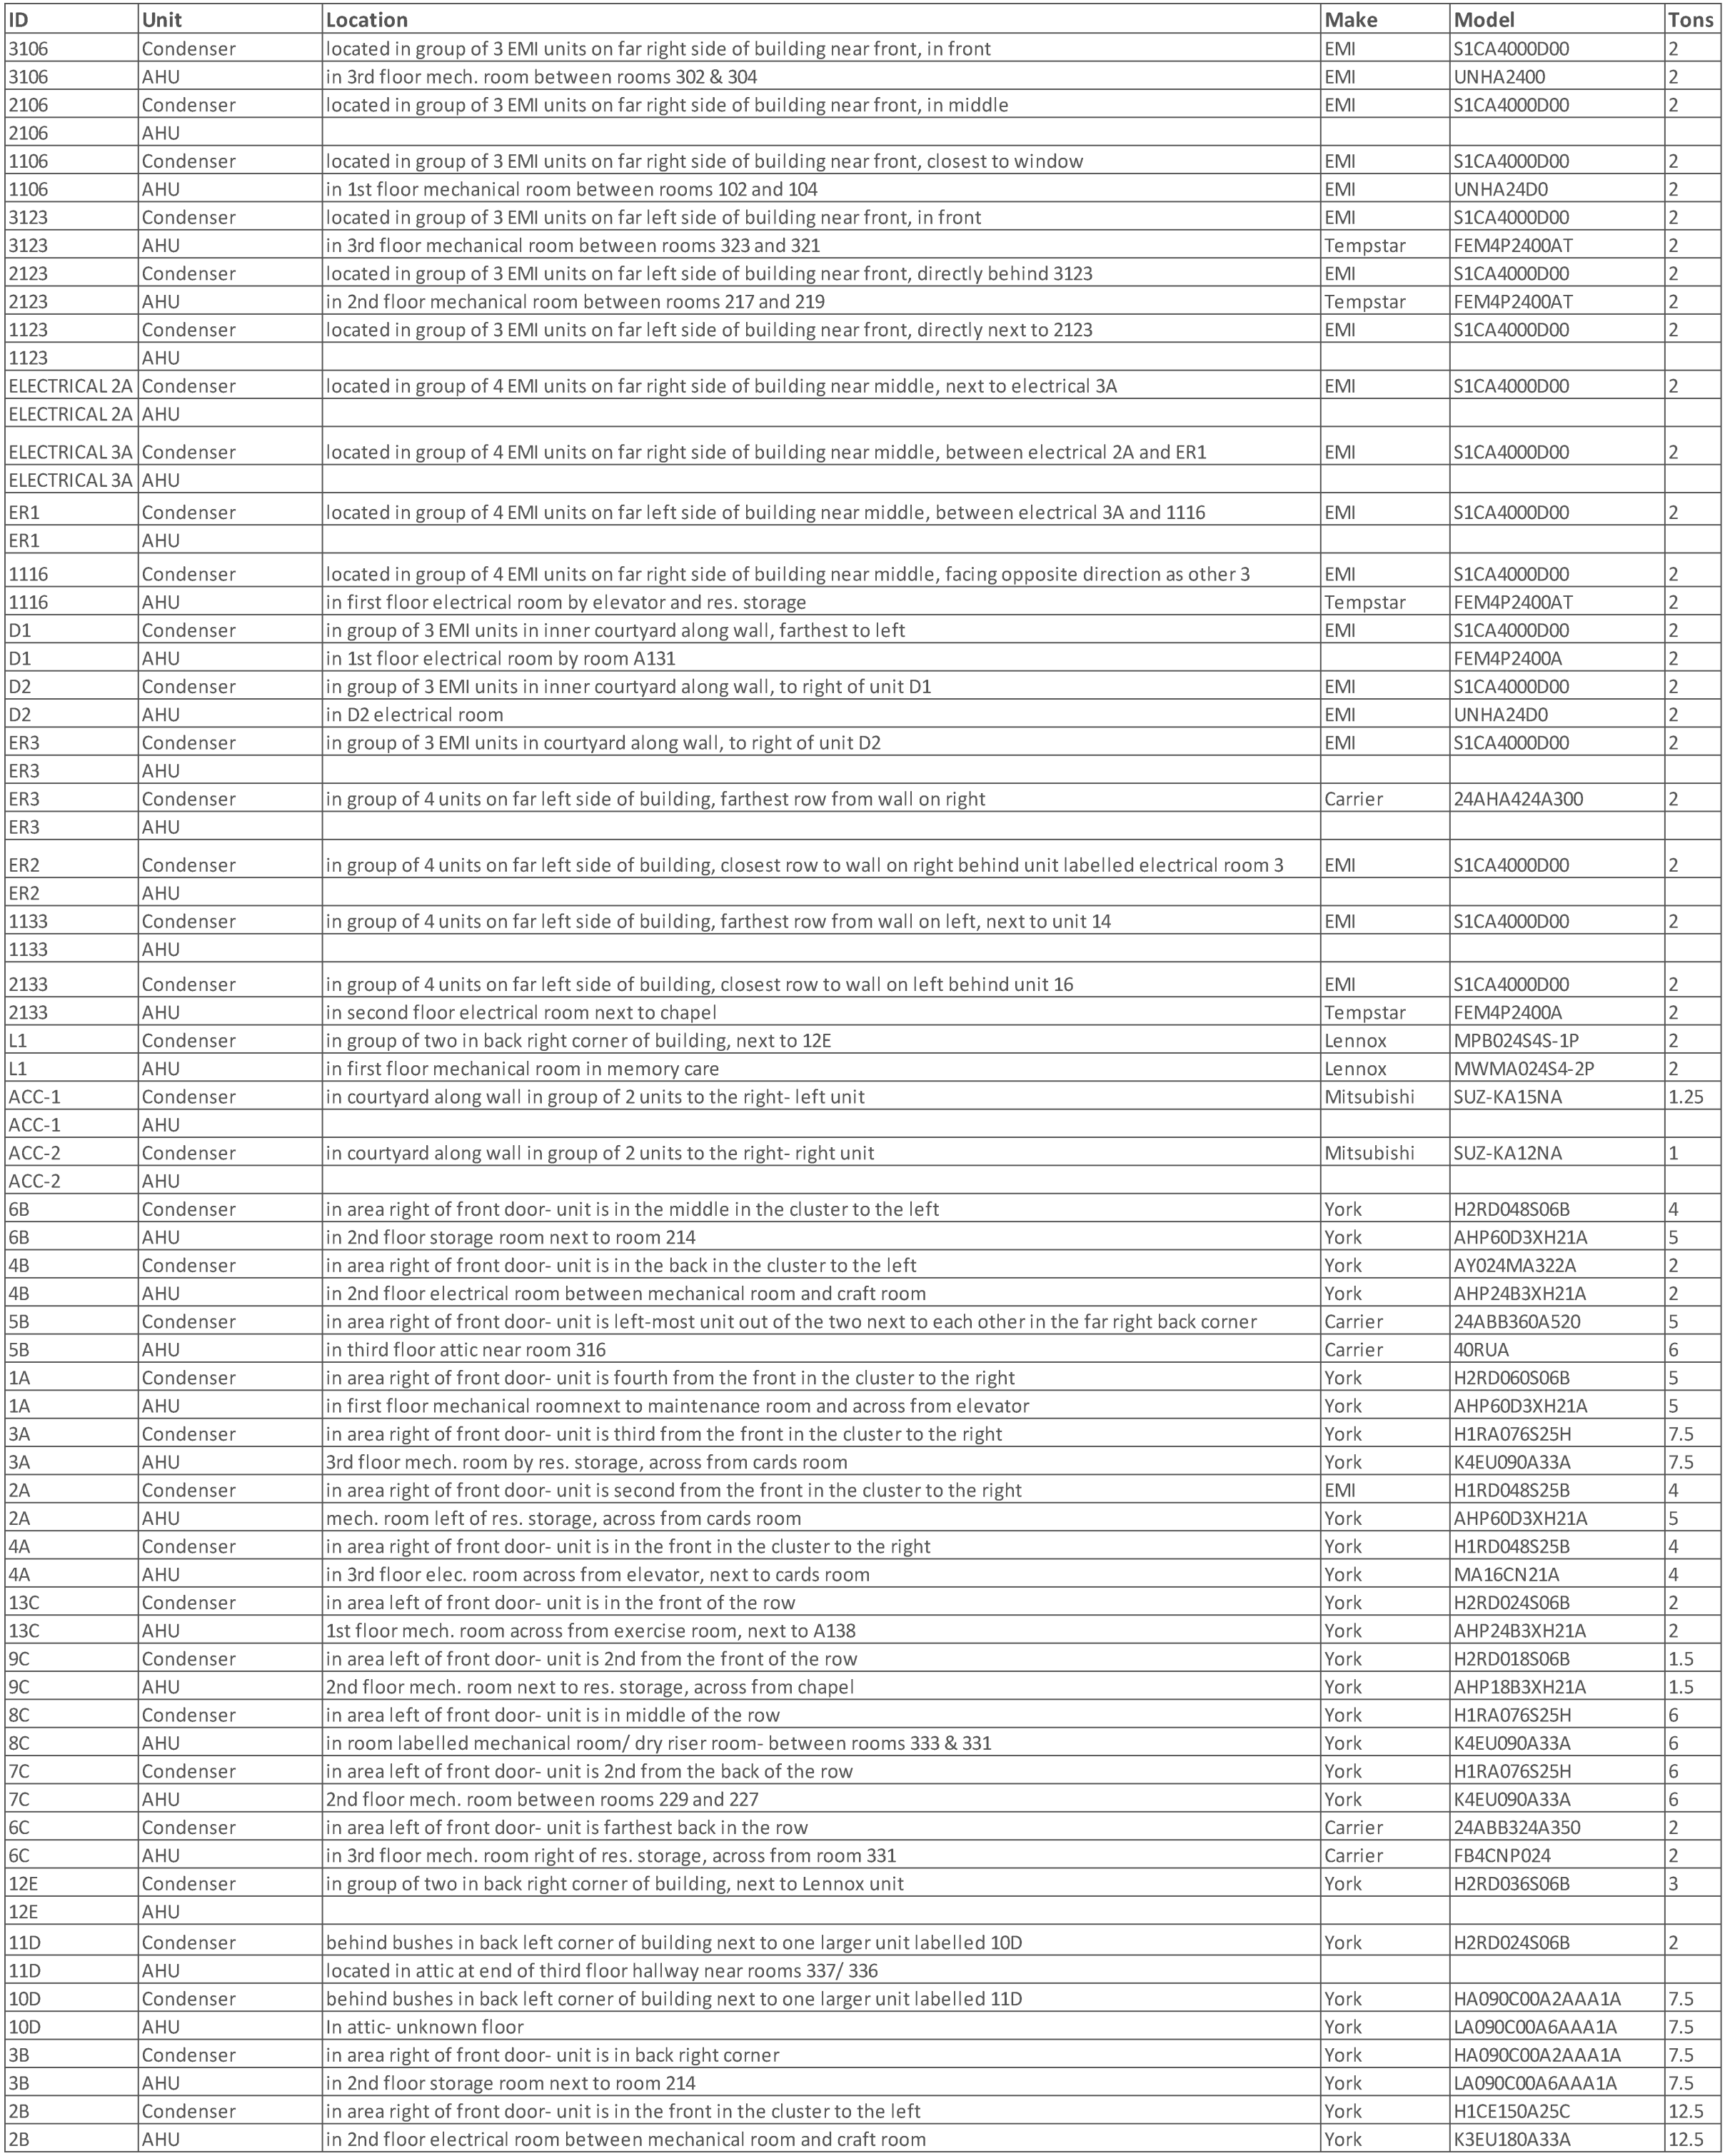 ID Unit Location Make Model Tons
3106 Condenser located in group of 3 EMI units on far right side of building near front, in front EMI S1CA4000D00 2
3106 AHU in 3rd floor mech. room between rooms 302 & 304 EMI UNHA2400 2
2106 Condenser located in group of 3 EMI units on far right side of building near front, in middle EMI S1CA4000D00 2
2106 AHU
1106 Condenser located in group of 3 EMI units on far right side of building near front, closest to window EMI S1CA4000D00 2
1106 AHU in 1st floor mechanical room between rooms 102 and 104 EMI UNHA24D0 2
3123 Condenser located in group of 3 EMI units on far left side of building near front, in front EMI S1CA4000D00 2
3123 AHU in 3rd floor mechanical room between rooms 323 and 321 Tempstar FEM4P2400AT 2
2123 Condenser located in group of 3 EMI units on far left side of building near front, directly behind 3123 EMI S1CA4000D00 2
2123 AHU in 2nd floor mechanical room between rooms 217 and 219 Tempstar FEM4P2400AT 2
1123 Condenser located in group of 3 EMI units on far left side of building near front, directly next to 2123 EMI S1CA4000D00 2
1123 AHU
ELECTRICAL 2A Condenser located in group of 4 EMI units on far right side of building near middle, next to electrical 3A EMI S1CA4000D00 2
ELECTRICAL 2A AHU
ELECTRICAL 3A Condenser located in group of 4 EMI units on far right side of building near middle, between electrical 2A and ER1 EMI S1CA4000D00 2
ELECTRICAL 3A AHU
ER1 Condenser located in group of 4 EMI units on far left side of building near middle, between electrical 3A and 1116 EMI S1CA4000D00 2
ER1 AHU
1116 Condenser located in group of 4 EMI units on far right side of building near middle, facing opposite direction as other 3 EMI S1CA4000D00 2
1116 AHU in first floor electrical room by elevator and res. storage Tempstar FEM4P2400AT 2
D1 Condenser in group of 3 EMI units in inner courtyard along wall, farthest to left EMI S1CA4000D00 2
D1 AHU in 1st floor electrical room by room A131 FEM4P2400A 2
D2 Condenser in group of 3 EMI units in inner courtyard along wall, to right of unit D1 EMI S1CA4000D00 2
D2 AHU in D2 electrical room EMI UNHA24D0 2
ER3 Condenser in group of 3 EMI units in courtyard along wall, to right of unit D2 EMI S1CA4000D00 2
ER3 AHU
ER3 Condenser in group of 4 units on far left side of building, farthest row from wall on right Carrier 24AHA424A300 2
ER3 AHU
ER2 Condenser in group of 4 units on far left side of building, closest row to wall on right behind unit labelled electrical room 3 EMI S1CA4000D00 2
ER2 AHU
1133 Condenser in group of 4 units on far left side of building, farthest row from wall on left, next to unit 14 EMI S1CA4000D00 2
1133 AHU
2133 Condenser in group of 4 units on far left side of building, closest row to wall on left behind unit 16 EMI S1CA4000D00 2
2133 AHU in second floor electrical room next to chapel Tempstar FEM4P2400A 2
L1 Condenser in group of two in back right corner of building, next to 12E Lennox MPB024S4S-1P 2
L1 AHU in first floor mechanical room in memory care Lennox MWMA024S4-2P 2
ACC-1 Condenser in courtyard along wall in group of 2 units to the right- left unit Mitsubishi SUZ-KA15NA 1.25
ACC-1 AHU
ACC-2 Condenser in courtyard along wall in group of 2 units to the right- right unit Mitsubishi SUZ-KA12NA 1
ACC-2 AHU
6B Condenser in area right of front door- unit is in the middle in the cluster to the left York H2RD048S06B 4
6B AHU in 2nd floor storage room next to room 214 York AHP60D3XH21A 5
4B Condenser in area right of front door- unit is in the back in the cluster to the left York AY024MA322A 2
4B AHU in 2nd floor electrical room between mechanical room and craft room York AHP24B3XH21A 2
5B Condenser in area right of front door- unit is left-most unit out of the two next to each other in the far right back corner Carrier 24ABB360A520 5
5B AHU in third floor attic near room 316 Carrier 40RUA 6
1A Condenser in area right of front door- unit is fourth from the front in the cluster to the right York H2RD060S06B 5
1A AHU in first floor mechanical roomnext to maintenance room and across from elevator York AHP60D3XH21A 5
3A Condenser in area right of front door- unit is third from the front in the cluster to the right York H1RA076S25H 7.5
3A AHU 3rd floor mech. room by res. storage, across from cards room York K4EU090A33A 7.5
2A Condenser in area right of front door- unit is second from the front in the cluster to the right EMI H1RD048S25B 4
2A AHU mech. room left of res. storage, across from cards room York AHP60D3XH21A 5
4A Condenser in area right of front door- unit is in the front in the cluster to the right York H1RD048S25B 4
4A AHU in 3rd floor elec. room across from elevator, next to cards room York MA16CN21A 4
13C Condenser in area left of front door- unit is in the front of the row York H2RD024S06B 2
13C AHU 1st floor mech. room across from exercise room, next to A138 York AHP24B3XH21A 2
9C Condenser in area left of front door- unit is 2nd from the front of the row York H2RD018S06B 1.5
9C AHU 2nd floor mech. room next to res. storage, across from chapel York AHP18B3XH21A 1.5
8C Condenser in area left of front door- unit is in middle of the row York H1RA076S25H 6
8C AHU in room labelled mechanical room/ dry riser room- between rooms 333 & 331 York K4EU090A33A 6
7C Condenser in area left of front door- unit is 2nd from the back of the row York H1RA076S25H 6
7C AHU 2nd floor mech. room between rooms 229 and 227 York K4EU090A33A 6
6C Condenser in area left of front door- unit is farthest back in the row Carrier 24ABB324A350 2
6C AHU in 3rd floor mech. room right of res. storage, across from room 331 Carrier FB4CNP024 2
12E Condenser in group of two in back right corner of building, next to Lennox unit York H2RD036S06B 3
12E AHU
11D Condenser behind bushes in back left corner of building next to one larger unit labelled 10D York H2RD024S06B 2
11D AHU located in attic at end of third floor hallway near rooms 337/ 336
10D Condenser behind bushes in back left corner of building next to one larger unit labelled 11D York HA090C00A2AAA1A 7.5
10D AHU In attic- unknown floor York LA090C00A6AAA1A 7.5
3B Condenser in area right of front door- unit is in back right corner York HA090C00A2AAA1A 7.5
3B AHU in 2nd floor storage room next to room 214 York LA090C00A6AAA1A 7.5
2B Condenser in area right of front door- unit is in the front in the cluster to the left York H1CE150A25C 12.5
2B AHU in 2nd floor electrical room between mechanical room and craft room York K3EU180A33A 12.5